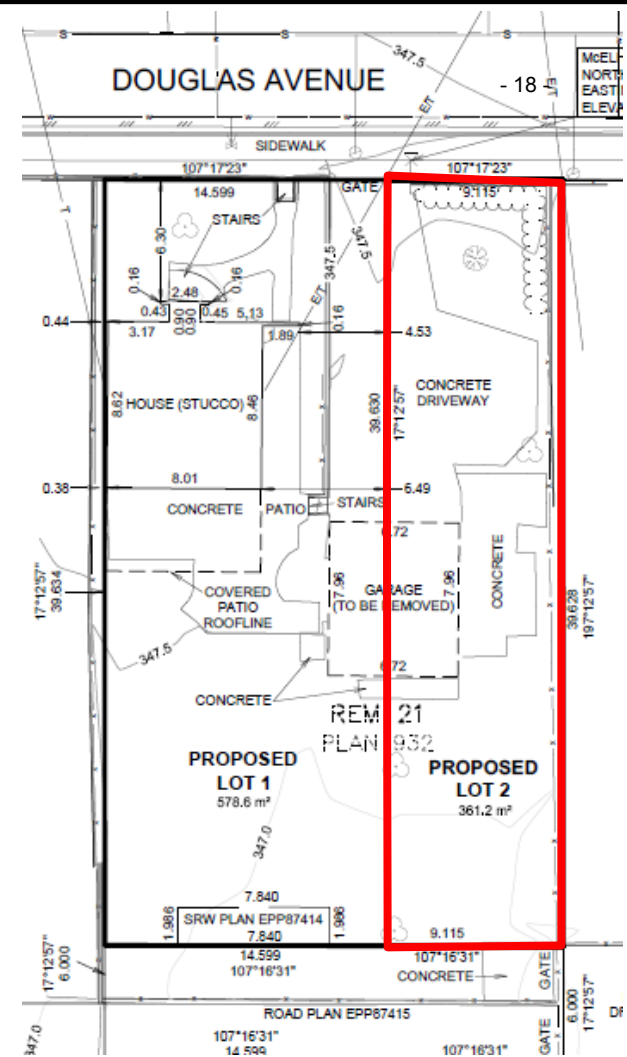 S
S
S
347.5
DOUGLAS AVENUE
- 18 -
E/T
E/T
McELH
NORTH
EAST
ELEVA
SIDEWALK
107°17'23"
107°17'23"
14.599
GATE
9.115
STAIRS
6.30
347.5
347.5
0.16
2.48
0.16
E/T
0.43
0.90
0.90
0.45
5.13
0.44
3.17
1.89
0.16
4.53
8.62
HOUSE (STUCCO)
8.46
39.630
17°12'57"
CONCRETE
DRIVEWAY
0.38
8.01
6.49
CONCRETE
PATIO
STAIRS
6.72
COVERED
PATIO
ROOFLINE
7.96
GARAGE
(TO BE REMOVED)
7.96
CONCRETE
17°12'57"
39.634
39.628
197°12'57"
347.5
6.72
CONCRETE
REM 21
PLAN 932
PROPOSED
LOT 1
578.6 m²
PROPOSED
LOT 2
361.2 m²
347.0
7.840
1.986
SRW PLAN EPP87414
1.986
7.840
9.115
14.599
107°16'31"
107°16'31"
17°12'57"
6.000
CONCRETE
GATE
6.000
17°12'57"
ROAD PLAN EPP87415
347.0
107°16'31"
14.599
107°16'31"
GATE